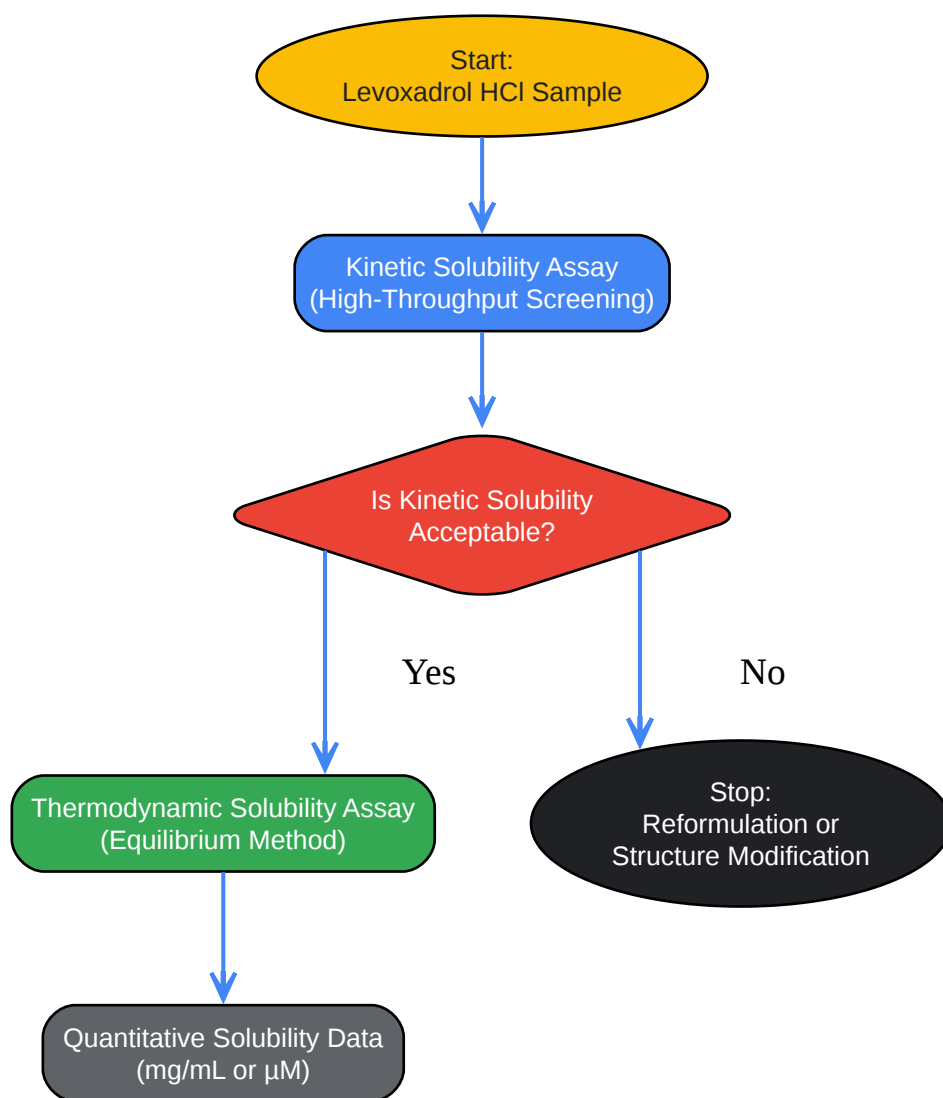 Start:
Levoxadrol HCl Sample
Kinetic Solubility Assay
(High-Throughput Screening)
Is Kinetic Solubility
Acceptable?
Yes
No
Thermodynamic Solubility Assay
(Equilibrium Method)
Stop:
Reformulation or
Structure Modification
Quantitative Solubility Data
(mg/mL or µM)